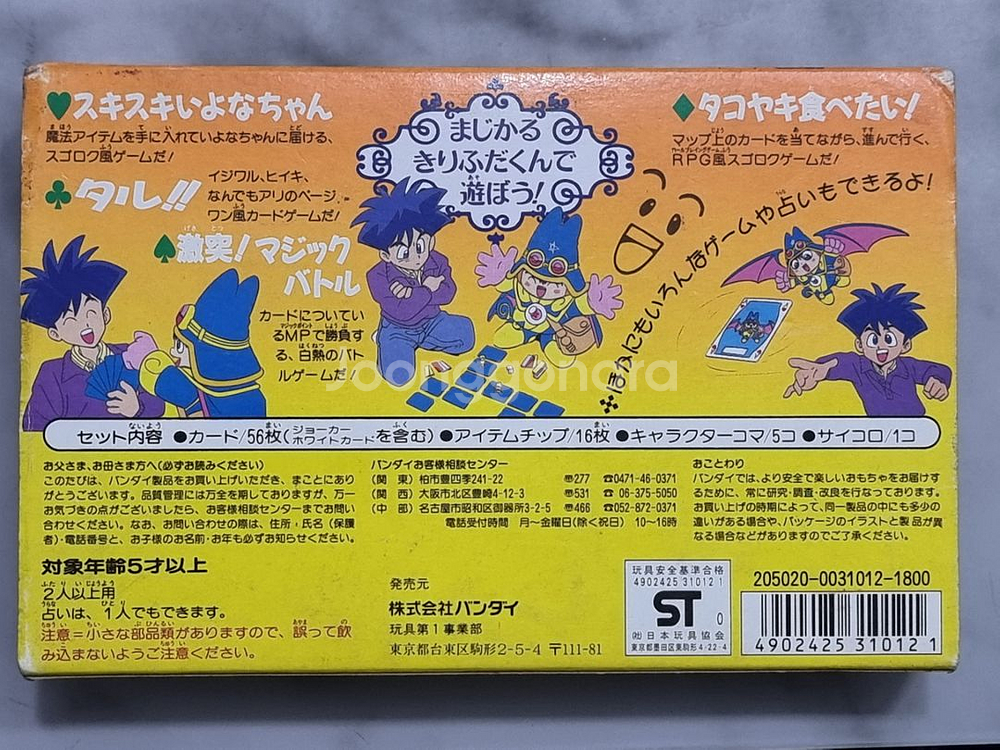 ♥スキスキいよなちゃん
魔法アイテムを手に入れていよなちゃんに届ける、
スゴロク風ゲームだ!
♣タル!!
イジワル、ヒイキ、
なんでもアリのページ
ワン風カードゲームだ!
♠激突!マジック
バトル
カードについてい
るMPで勝負す
る、白熱のバト
ルゲームだ!
まじかる
きりふだくんで
遊ぼう!
♦タコヤキ食べたい!
マップ上のカードを当てながら、進んで行く、
RPG風スゴロクゲームだ!
ほかにもいろんなゲームや占いもできるよ!
joonggonara
セット内容 ●カード/56枚(ジョーカー ホワイトカードを含む) ●アイテムチップ/16枚 ●キャラクターコマ/5コ ●サイコロ/1コ
お父さま、お母さま方へ(必ずお読みください)
このたびは、バンダイ製品をお買い上げいただき、まことにあり
がとうございます。品質管理には万全を期しておりますが、万一
お気づきの点がございましたら、お客様相談センターまでお問い
合わせください。なお、お問い合わせの際は、住所・氏名(保護
者)・電話番号と、お子様のお名前・お年も必ずお知らせください。
バンダイお客様相談センター
(関 東) 柏市豊四季241-22 〠277 ☎0471-46-0371
(関 西) 大阪市北区豊崎4-12-3 〠531 ☎06-375-5050
(中 部) 名古屋市昭和区御器所3-2-5 〠466 ☎052-872-0371
電話受付時間 月〜金曜日(除く祝日) 10〜16時
おことわり
バンダイでは、より安全で楽しいおもちゃをお届けす
るために、常に研究・調査・改良を行なっております。
お買い上げの時期によって、同一製品の中にも多少の
違いがある場合や、パッケージのイラストと製品が異
なる場合などがありますのでご了承ください。
対象年齢5才以上
2人以上用
占いは、1人でもできます。
注意=小さな部品類がありますので、誤って飲
み込まないようご注意ください。
発売元
株式会社バンダイ
玩具第1事業部
東京都台東区駒形2-5-4 〒111-81
玩具安全基準合格
4902425 31012 1
ST
0
㈳日本玩具協会
東京都墨田区東駒形4-22-4
205020-0031012-1800
4 902425 310121